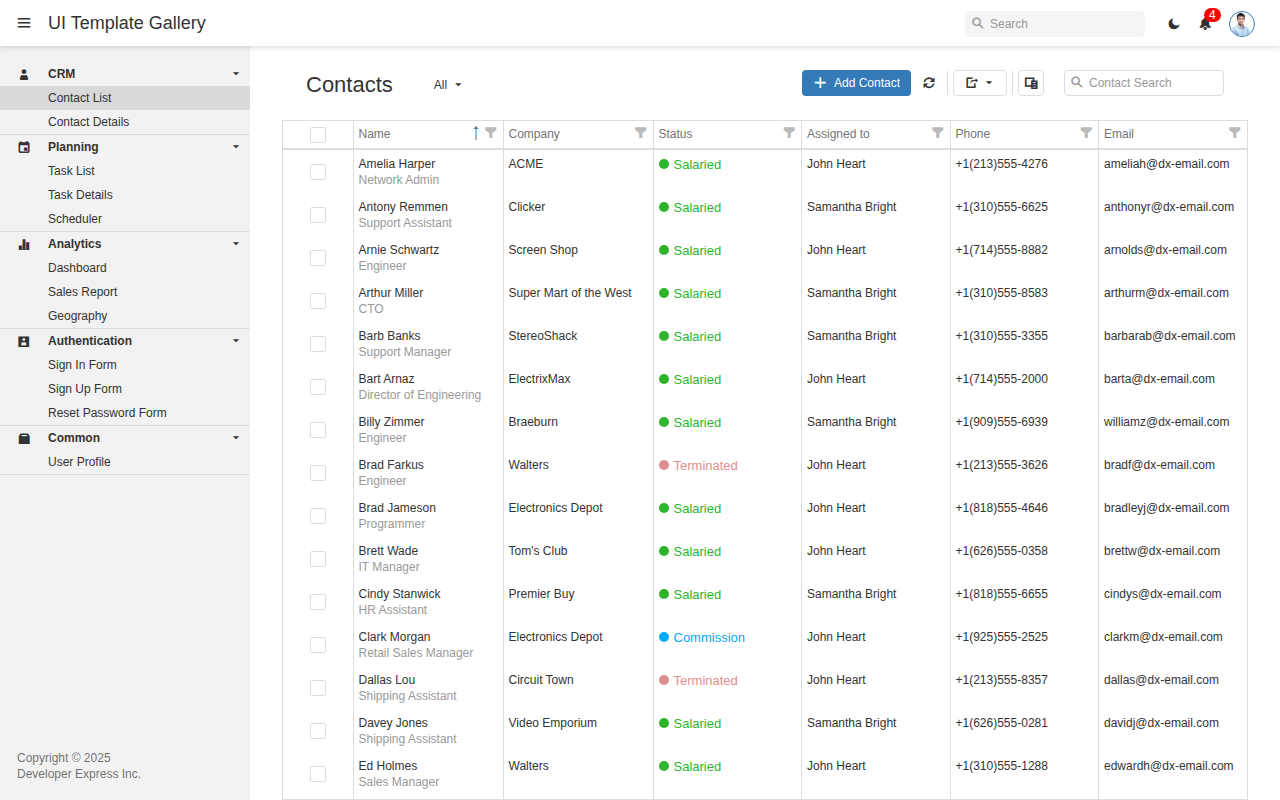 UI Template Gallery
Search
4
CRM
Contact List
Contact Details
Planning
Task List
Task Details
Scheduler
Analytics
Dashboard
Sales Report
Geography
Authentication
Sign In Form
Sign Up Form
Reset Password Form
Common
User Profile
Copyright © 2025
Developer Express Inc.
Contacts
All
Add Contact
Contact Search
Name Company Status Assigned to Phone Email
Amelia Harper ACME Salaried John Heart +1(213)555-4276 ameliah@dx-email.com
Network Admin
Antony Remmen Clicker Salaried Samantha Bright +1(310)555-6625 anthonyr@dx-email.com
Support Assistant
Arnie Schwartz Screen Shop Salaried John Heart +1(714)555-8882 arnolds@dx-email.com
Engineer
Arthur Miller Super Mart of the West Salaried Samantha Bright +1(310)555-8583 arthurm@dx-email.com
CTO
Barb Banks StereoShack Salaried Samantha Bright +1(310)555-3355 barbarab@dx-email.com
Support Manager
Bart Arnaz ElectrixMax Salaried John Heart +1(714)555-2000 barta@dx-email.com
Director of Engineering
Billy Zimmer Braeburn Salaried Samantha Bright +1(909)555-6939 williamz@dx-email.com
Engineer
Brad Farkus Walters Terminated John Heart +1(213)555-3626 bradf@dx-email.com
Engineer
Brad Jameson Electronics Depot Salaried John Heart +1(818)555-4646 bradleyj@dx-email.com
Programmer
Brett Wade Tom's Club Salaried John Heart +1(626)555-0358 brettw@dx-email.com
IT Manager
Cindy Stanwick Premier Buy Salaried Samantha Bright +1(818)555-6655 cindys@dx-email.com
HR Assistant
Clark Morgan Electronics Depot Commission John Heart +1(925)555-2525 clarkm@dx-email.com
Retail Sales Manager
Dallas Lou Circuit Town Terminated John Heart +1(213)555-8357 dallas@dx-email.com
Shipping Assistant
Davey Jones Video Emporium Salaried Samantha Bright +1(626)555-0281 davidj@dx-email.com
Shipping Assistant
Ed Holmes Walters Salaried John Heart +1(310)555-1288 edwardh@dx-email.com
Sales Manager